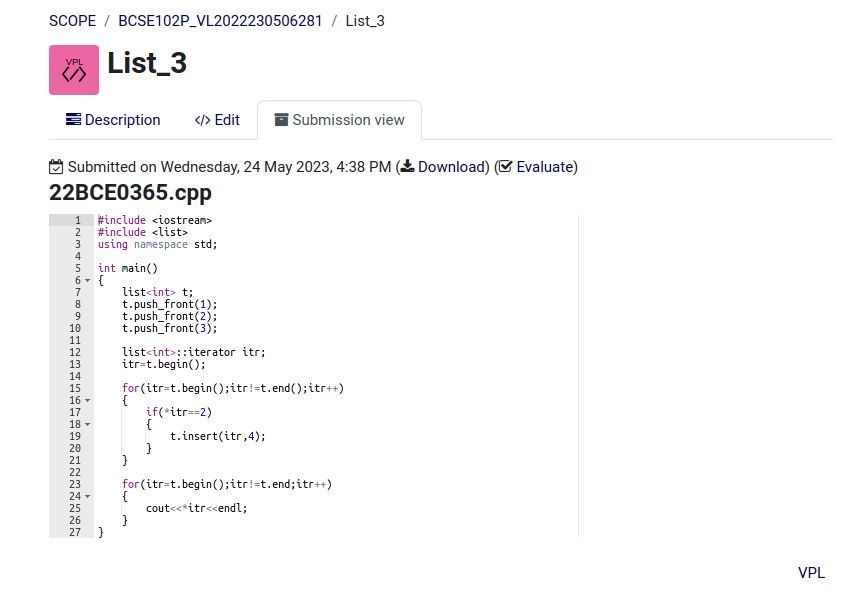 SCOPE / BCSE102P_VL2022230506281 / List_3
VPL
List_3
Description </> Edit Submission view
Submitted on Wednesday, 24 May 2023, 4:38 PM (Download) (Evaluate)
22BCE0365.cpp
1 #include <iostream>
2 #include <list>
3 using namespace std;
4
5 int main()
6 {
7     list<int> t;
8     t.push_front(1);
9     t.push_front(2);
10     t.push_front(3);
11
12     list<int>::iterator itr;
13     itr=t.begin();
14
15     for(itr=t.begin();itr!=t.end();itr++)
16     {
17         if(*itr==2)
18         {
19             t.insert(itr,4);
20         }
21     }
22
23     for(itr=t.begin();itr!=t.end;itr++)
24     {
25         cout<<*itr<<endl;
26     }
27 }
VPL